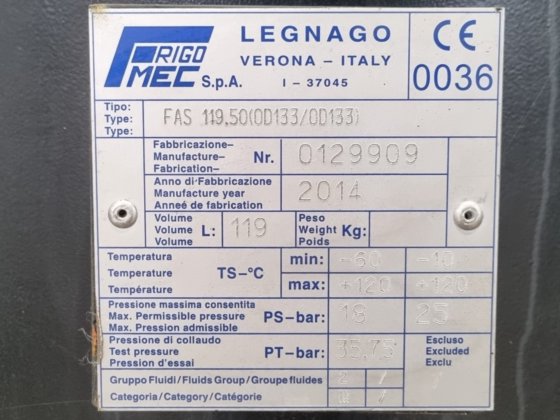 FRIGO MEC S.p.A.
LEGNAGO
VERONA – ITALY
I – 37045
CE
0036
Tipo:
Type:
Type:
FAS 119,50(OD133/OD133)
Fabbricazione–
Manufacture–
Fabrication–
Nr.
0129909
Anno di Fabbricazione
Manufacture year
Anneé de fabrication
2014
Volume
Volume
Volume
L:
119
Peso
Weight
Poids
Kg:
Temperatura
Temperature
Température
TS–°C
min: -60 -10
max: +120 +120
Pressione massima consentita
Max. Permissible pressure
Max. Pression admissible
PS–bar:
18 25
Pressione di collaudo
Test pressure
Pression d'essai
PT–bar:
35,75
Escluso
Excluded
Exclu
Gruppo Fluidi/Fluids Group/Groupe fluides
2 /
Categoria/Category/Catégorie
/